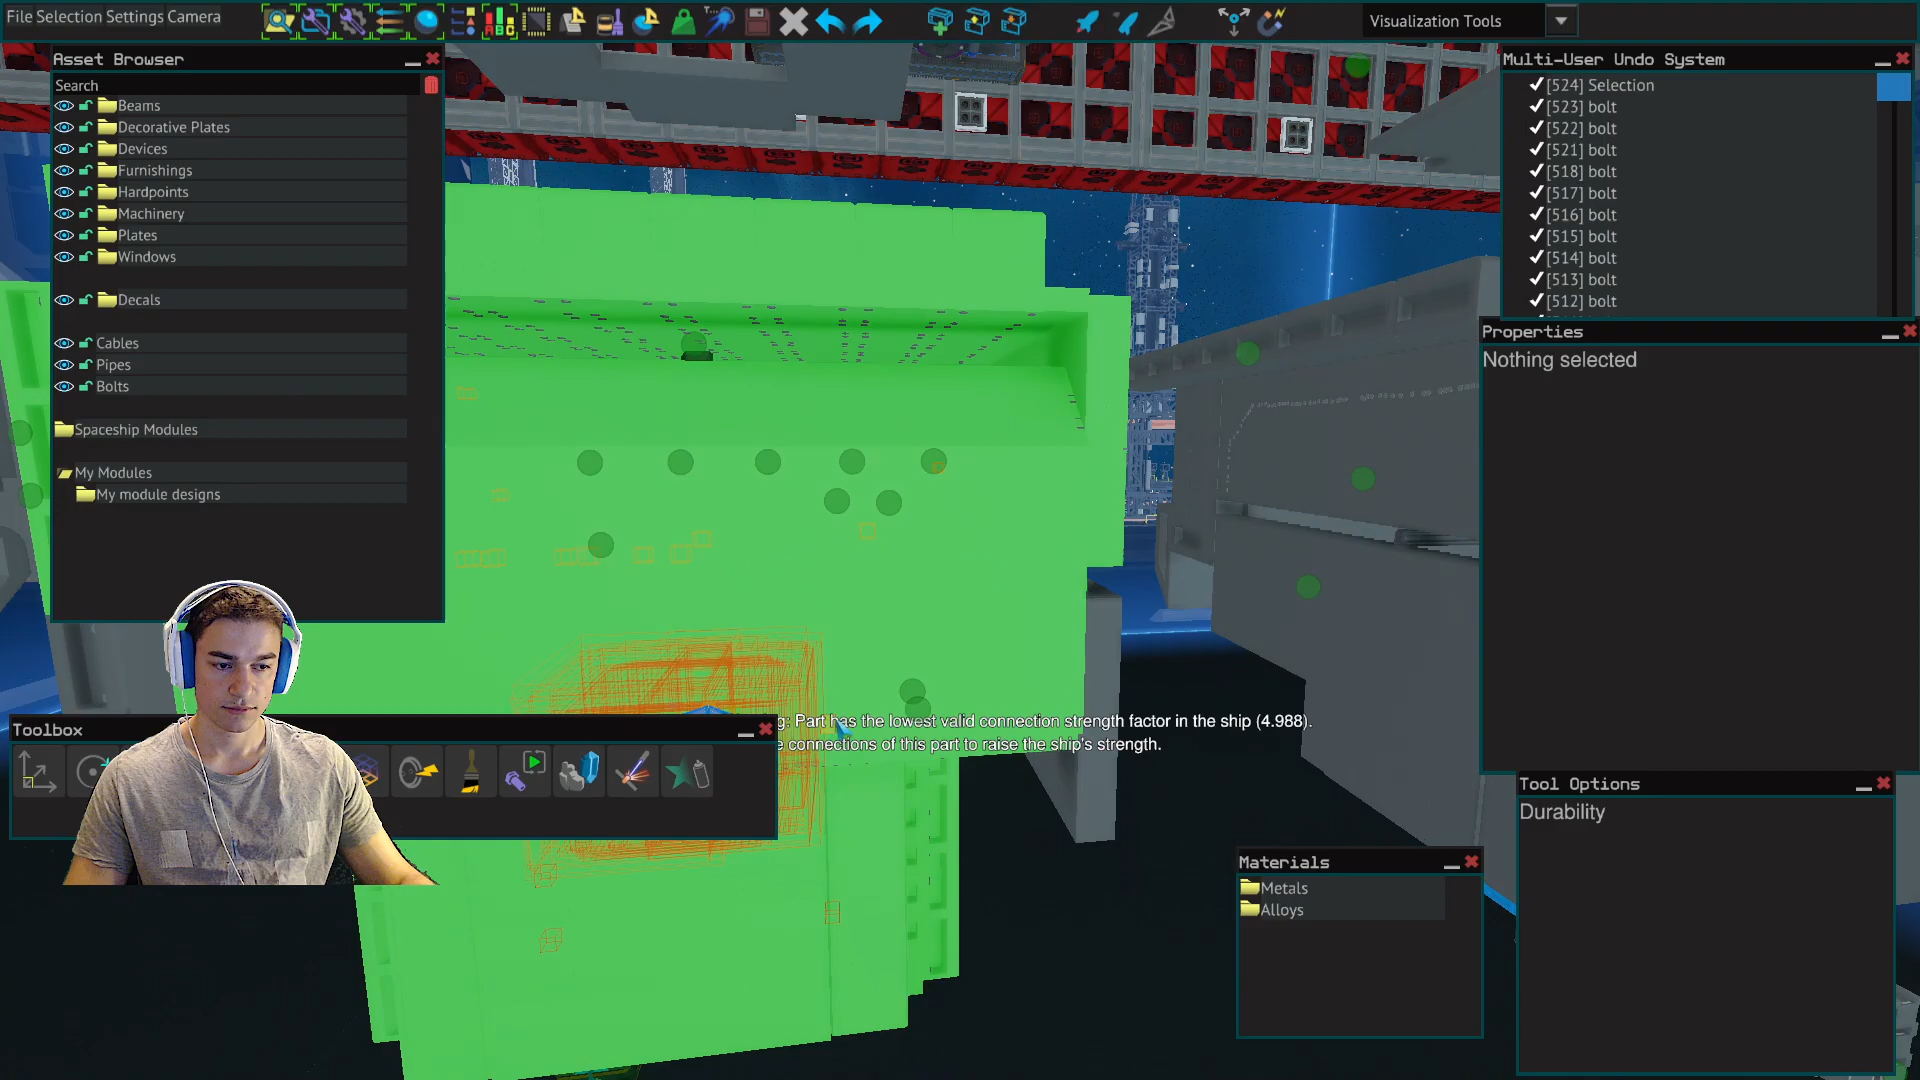 File Selection Settings Camera
Visualization Tools
Asset Browser
Search
Beams
Decorative Plates
Devices
Furnishings
Hardpoints
Machinery
Plates
Windows
Decals
Cables
Pipes
Bolts
Spaceship Modules
My Modules
My module designs
Multi-User Undo System
[524] Selection
[523] bolt
[522] bolt
[521] bolt
[518] bolt
[517] bolt
[516] bolt
[515] bolt
[514] bolt
[513] bolt
[512] bolt
Properties
Nothing selected
Toolbox
g: Part has the lowest valid connection strength factor in the ship (4.988).
e connections of this part to raise the ship's strength.
Tool Options
Durability
Materials
Metals
Alloys